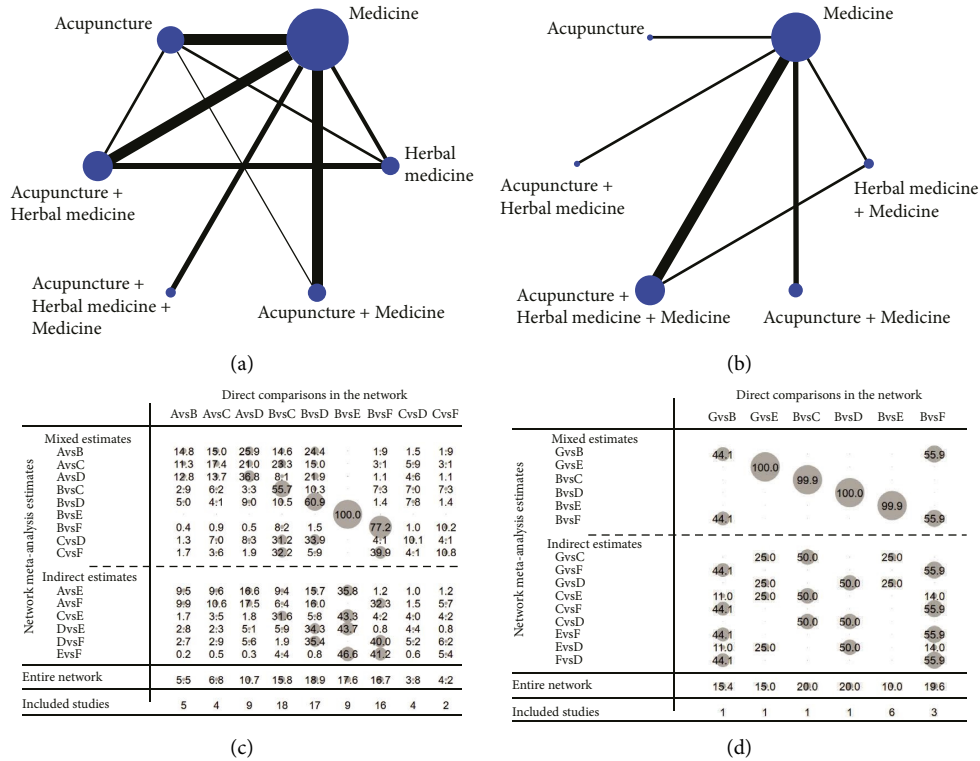 Acupuncture
Medicine
Herbal
medicine
Acupuncture +
Herbal medicine
Acupuncture +
Herbal medicine +
Medicine
Acupuncture + Medicine
(a)
Medicine
Acupuncture
Acupuncture +
Herbal medicine
Herbal medicine
+ Medicine
Acupuncture +
Herbal medicine + Medicine
Acupuncture + Medicine
(b)
Direct comparisons in the network
AvsB AvsC AvsD BvsC BvsD BvsE BvsF CvsD CvsF
Network meta-analysis estimates
Mixed estimates
AvsB 14.8 15.0 25.9 14.6 24.4 1.9 1.5 1.9
AvsC 11.3 17.4 21.0 23.3 15.0 3.1 5.9 3.1
AvsD 12.8 13.7 36.8 8.1 21.9 1.1 4.6 1.1
BvsC 2.9 6.2 3.3 55.7 10.3 7.3 7.0 7.3
BvsD 5.0 4.1 9.0 10.5 60.9 1.4 7.6 1.4
BvsE 100.0
BvsF 0.4 0.9 0.5 8.2 1.5 77.2 1.0 10.2
CvsD 1.3 7.0 8.3 31.2 33.9 4.1 10.1 4.1
CvsF 1.7 3.6 1.9 32.2 5.9 39.9 4.1 10.8
Indirect estimates
AvsE 9.5 9.6 16.6 9.4 15.7 35.8 1.2 1.0 1.2
AvsF 9.9 10.6 17.5 6.4 16.0 32.3 1.5 5.7
CvsE 1.7 3.5 1.8 31.6 5.8 43.3 4.2 4.0 4.2
DvsE 2.8 2.3 5.1 5.9 34.3 43.7 0.8 4.4 0.8
DvsF 2.7 2.9 5.6 1.9 35.4 40.0 5.2 6.2
EvsF 0.2 0.5 0.3 4.4 0.8 46.6 41.2 0.6 5.4
Entire network 5.5 6.8 10.7 15.8 18.9 17.6 16.7 3.8 4.2
Included studies 5 4 9 18 17 9 16 4 2
(c)
Direct comparisons in the network
GvsB GvsE BvsC BvsD BvsE BvsF
Network meta-analysis estimates
Mixed estimates
GvsB 44.1 55.9
GvsE 100.0
BvsC 99.9
BvsD 100.0
BvsE 99.9
BvsF 44.1 55.9
Indirect estimates
GvsC 25.0 50.0 25.0
GvsF 44.1 55.9
GvsD 25.0 50.0 25.0
CvsE 11.0 25.0 50.0 14.0
CvsF 44.1 55.9
CvsD 50.0 50.0
EvsF 44.1 55.9
EvsD 11.0 25.0 50.0 14.0
FvsD 44.1 55.9
Entire network 15.4 15.0 20.0 20.0 10.0 19.6
Included studies 1 1 1 1 6 3
(d)